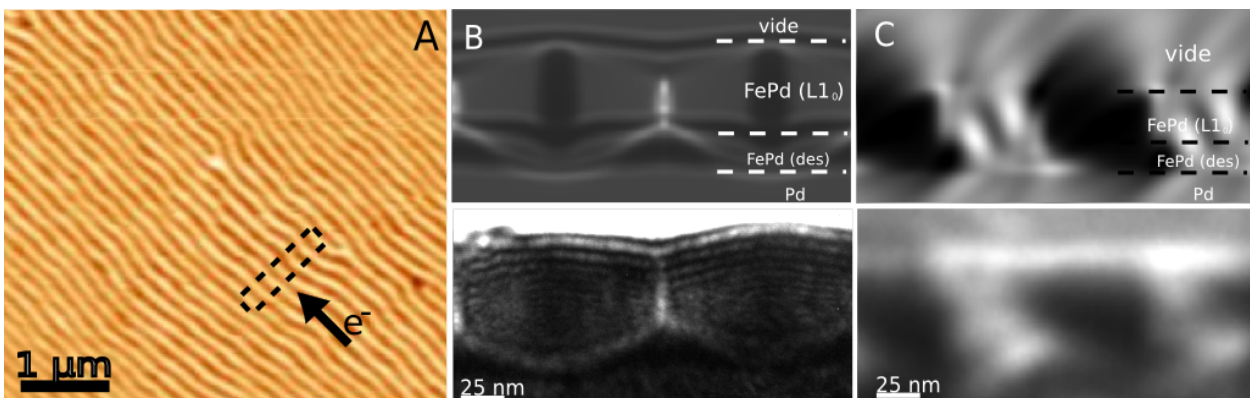 A
1 µm
e⁻
B
vide
FePd (L1₀)
FePd (des)
Pd
25 nm
C
vide
FePd (L1₀)
FePd (des)
Pd
25 nm